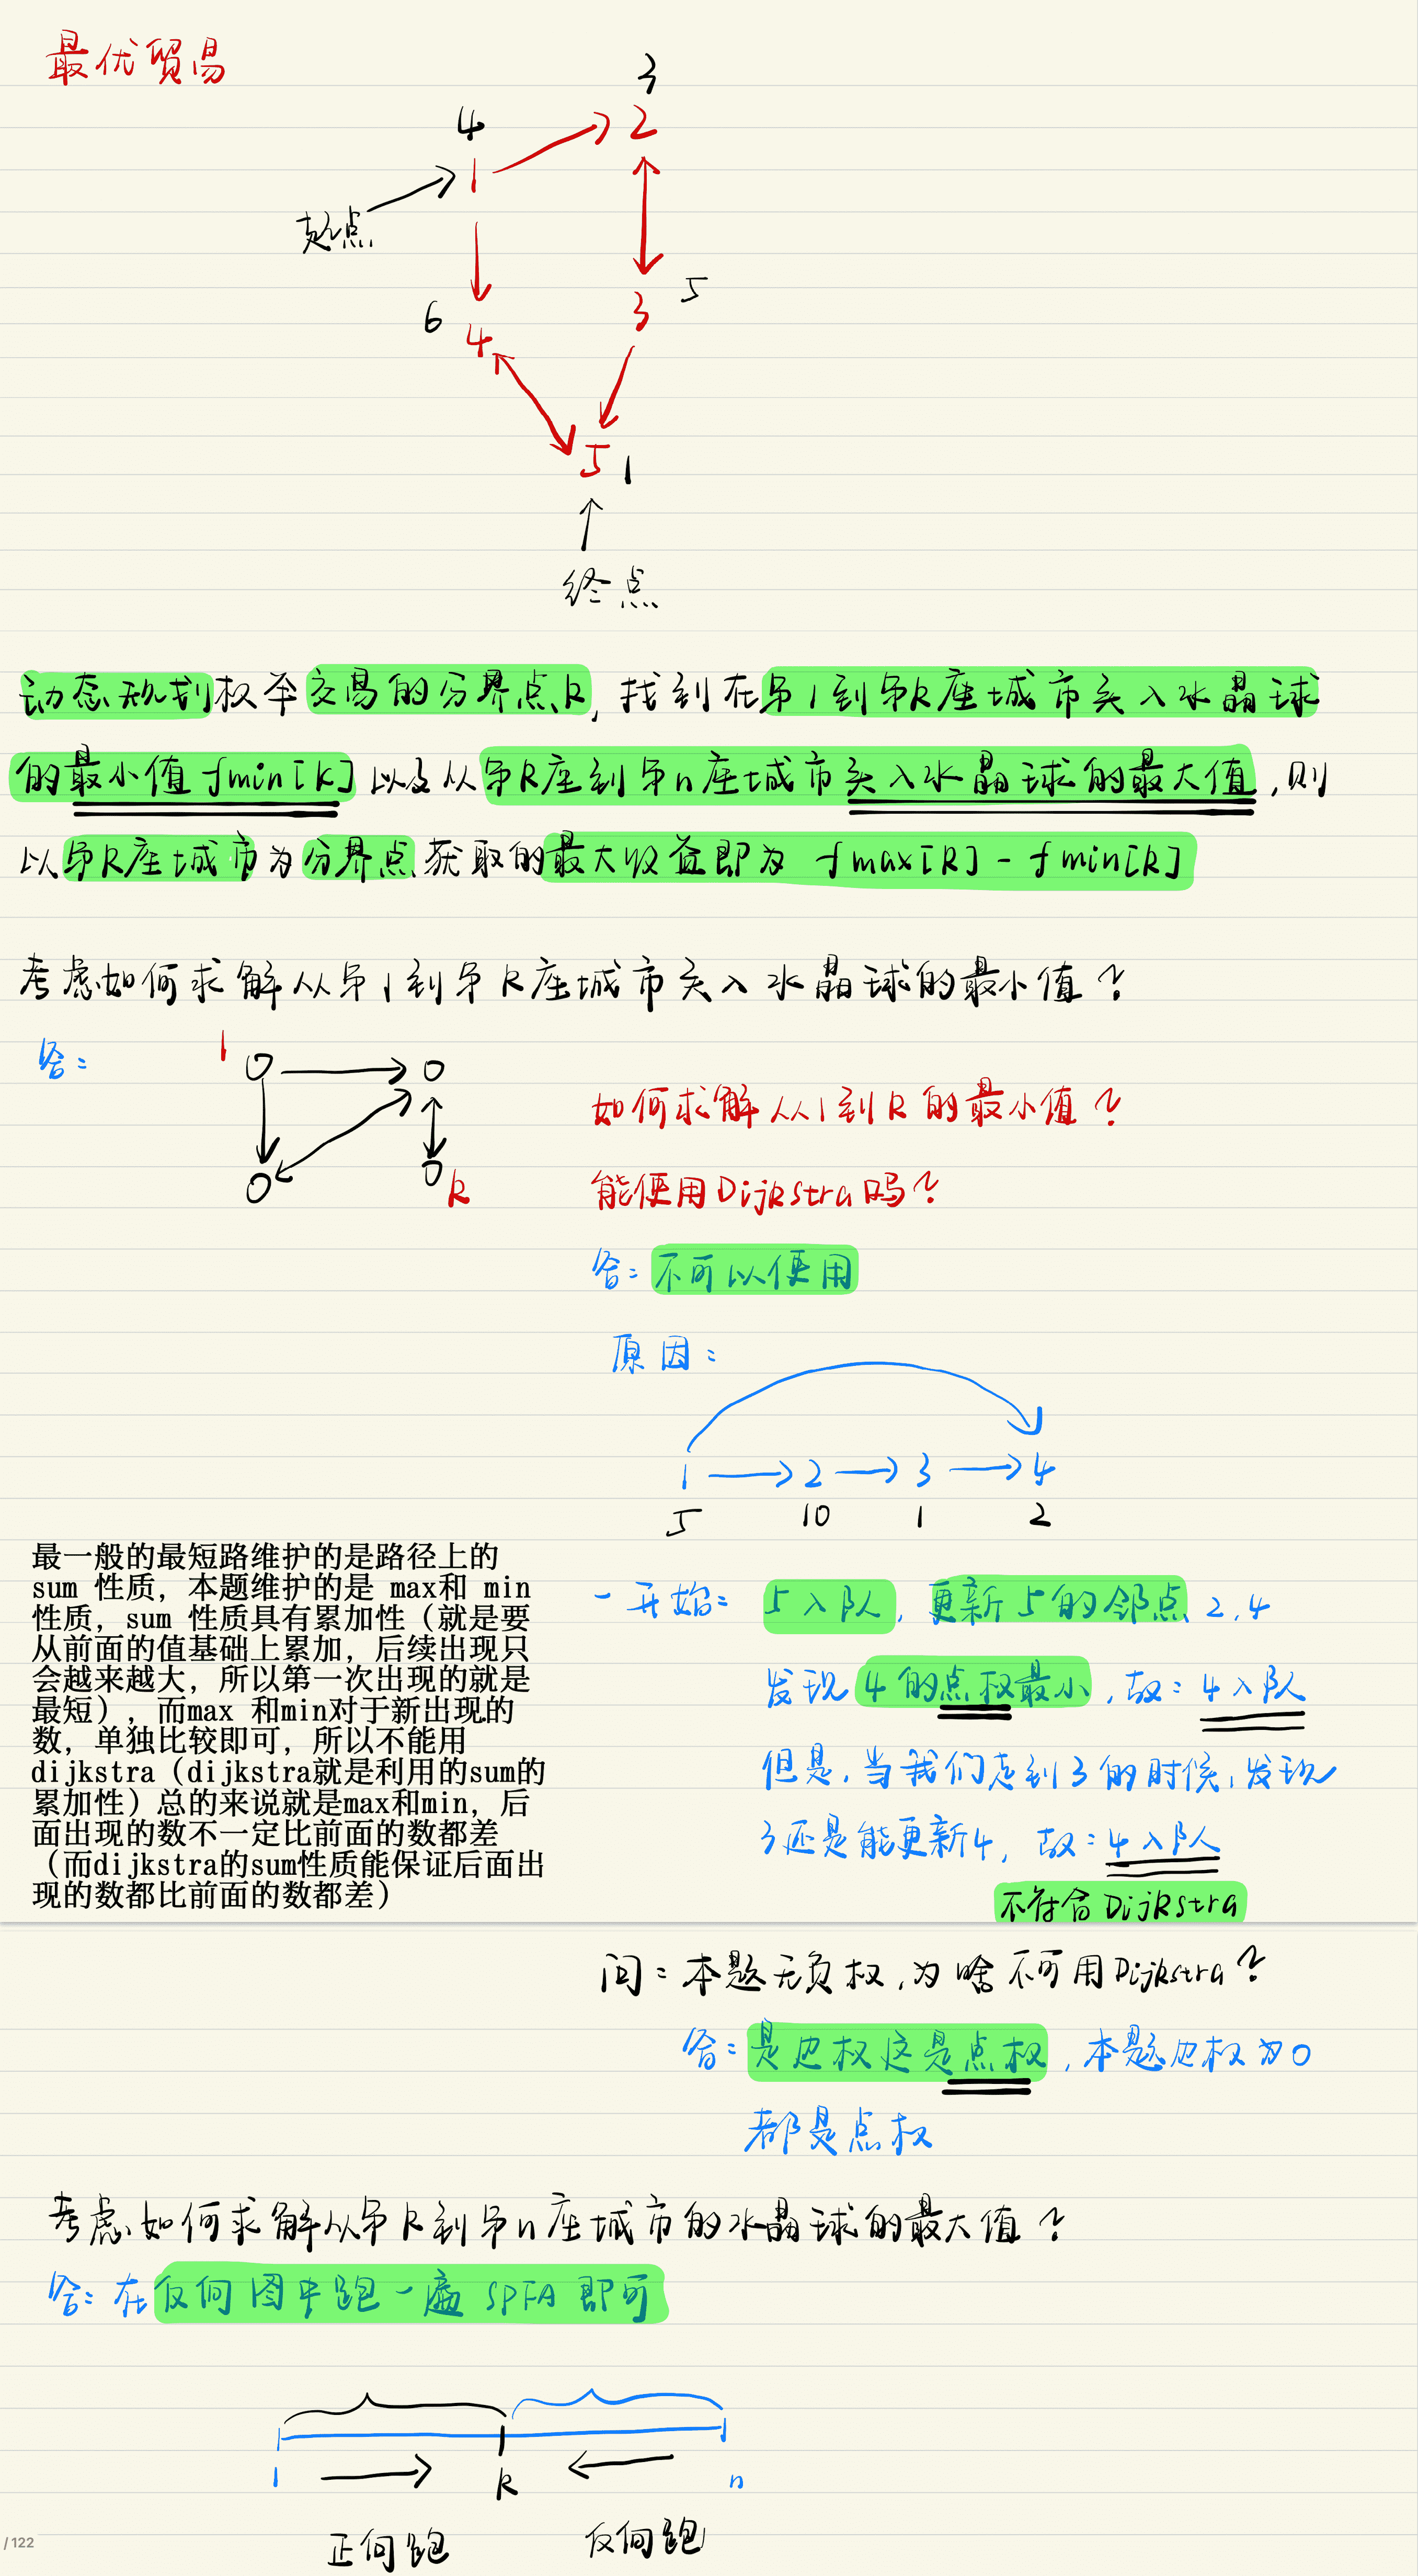 最优贸易
3
4
2
1
起点
5
6
3
4
5 1
终点
动态规划枚举交易的分界点k, 找到在第1到第k座城市买入水晶球
的最小值 fmin[k] 以及从第k座到第n座城市卖入水晶球的最大值, 则
以第k座城市为分界点获取的最大收益即为 fmax[k] - fmin[k]
考虑如何求解从第1到第k座城市买入水晶球的最小值?
答:
1
k
如何求解从1到k的最小值?
能使用Dijkstra吗?
答: 不可以使用
原因:
1 2 3 4
5 10 1 2
最一般的最短路维护的是路径上的
sum 性质，本题维护的是 max和 min
性质，sum 性质具有累加性（就是要
从前面的值基础上累加，后续出现只
会越来越大，所以第一次出现的就是
最短），而max 和min对于新出现的
数，单独比较即可，所以不能用
dijkstra（dijkstra就是利用的sum的
累加性）总的来说就是max和min，后
面出现的数不一定比前面的数都差
（而dijkstra的sum性质能保证后面出
现的数都比前面的数都差）
一开始: 5入队, 更新5的邻点 2,4
发现4的点权最小, 故: 4入队
但是, 当我们走到3的时候, 发现
3还是能更新4, 故: 4入队
不符合Dijkstra
问: 本题无负权, 为啥不可用Dijkstra?
答: 是边权这是点权, 本题边权为0
都是点权
考虑如何求解从第k到第n座城市的水晶球的最大值?
答: 在反向图中跑一遍 SPFA 即可
1 k n
正向跑 反向跑
/ 122